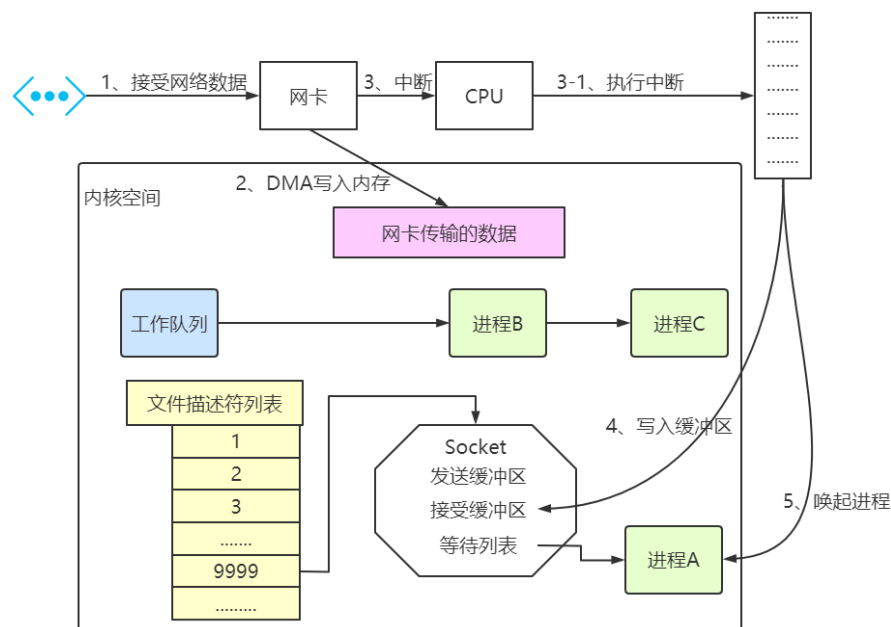 .......
.......
.......
.......
.......
.......
.......
1、接受网络数据
网卡
3、中断
CPU
3-1、执行中断
2、DMA写入内存
内核空间
网卡传输的数据
工作队列
进程B
进程C
文件描述符列表
1
2
3
.......
9999
.........
Socket
发送缓冲区
接受缓冲区
等待列表
4、写入缓冲区
5、唤起进程
进程A